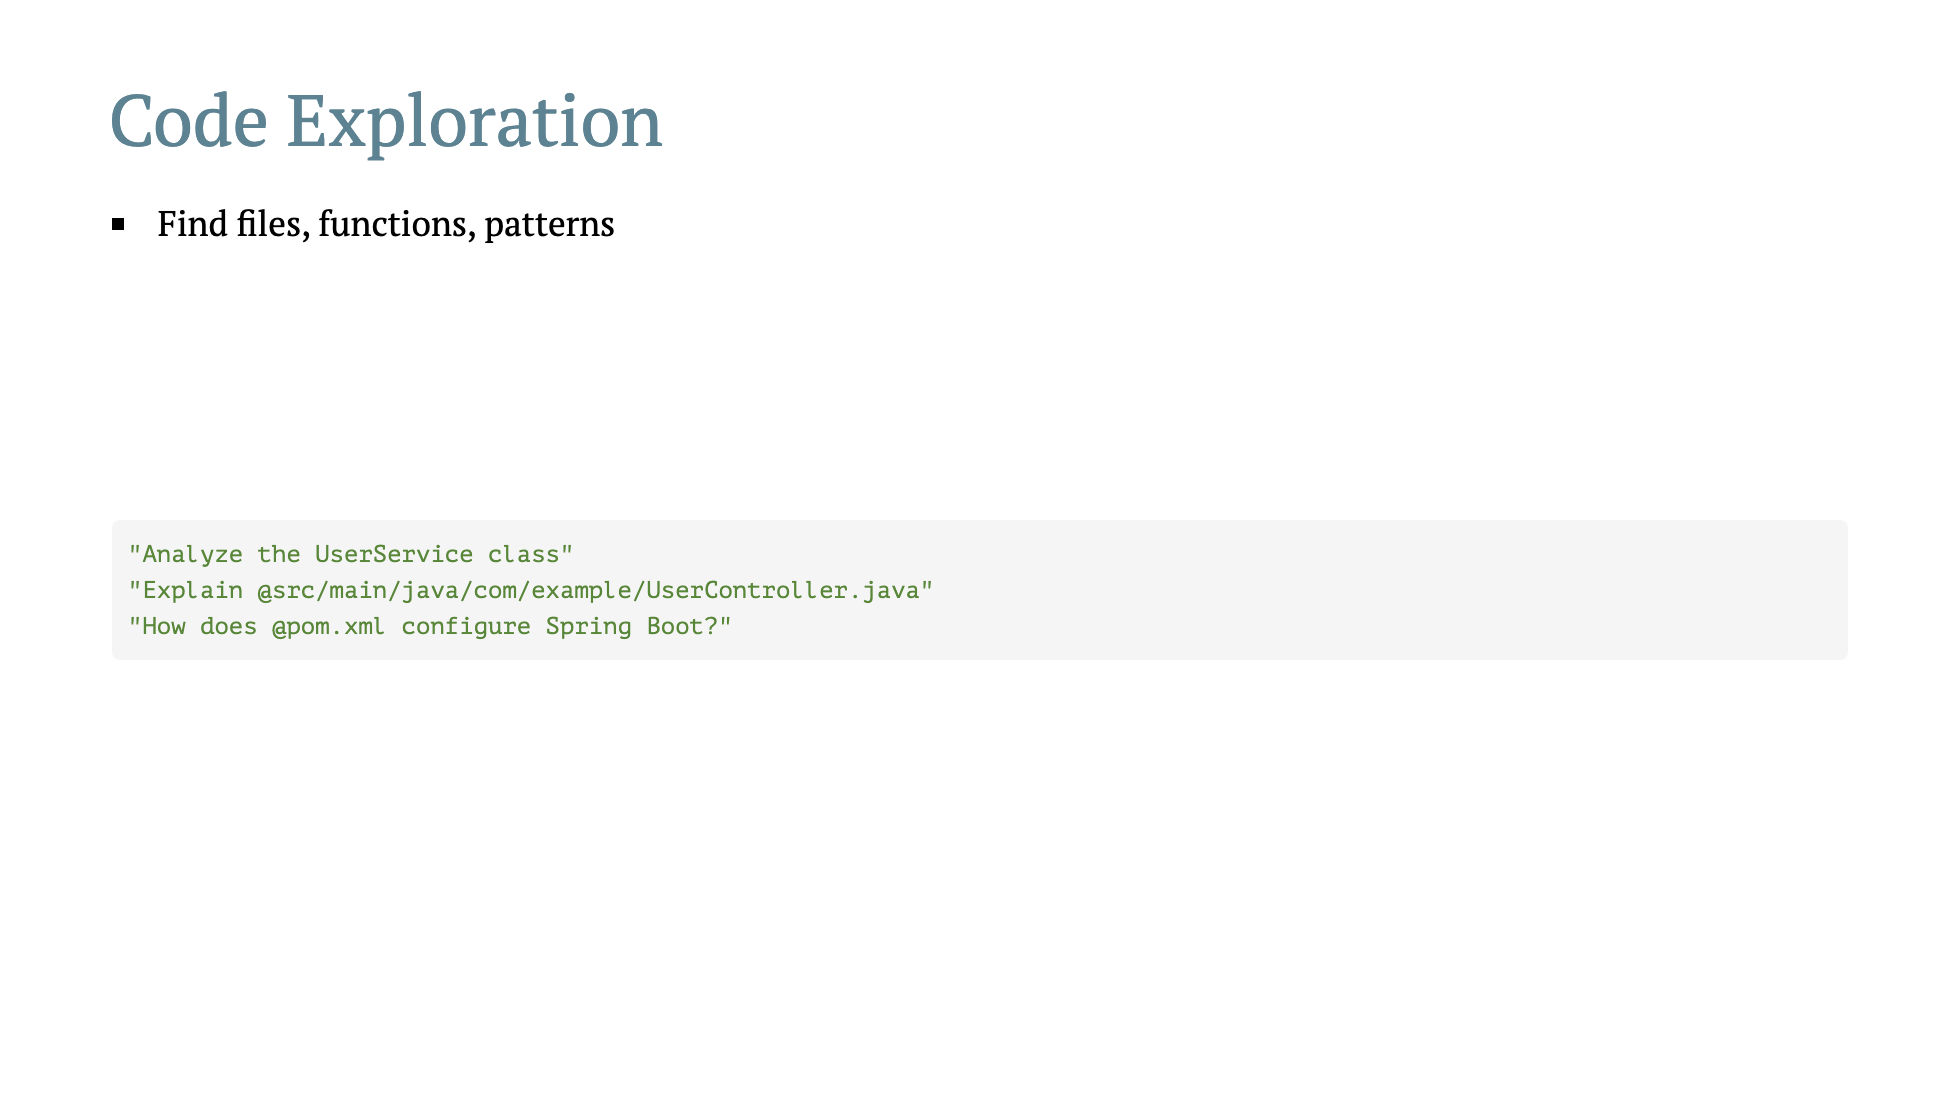 Code Exploration
▪ Find files, functions, patterns
"Analyze the UserService class"
"Explain @src/main/java/com/example/UserController.java"
"How does @pom.xml configure Spring Boot?"